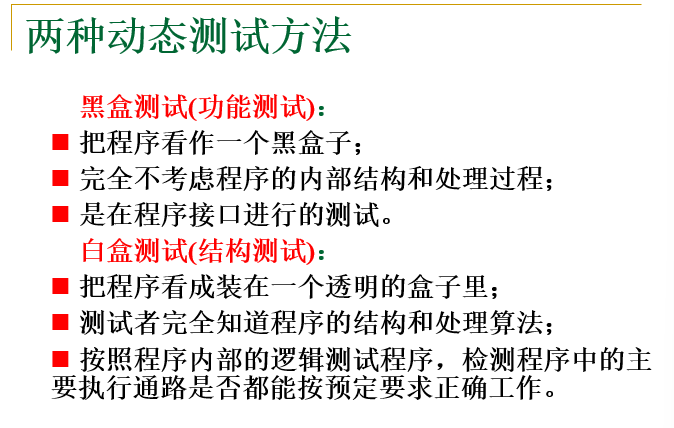 两种动态测试方法
黑盒测试(功能测试)：
■ 把程序看作一个黑盒子；
■ 完全不考虑程序的内部结构和处理过程；
■ 是在程序接口进行的测试。
白盒测试(结构测试)：
■ 把程序看成装在一个透明的盒子里；
■ 测试者完全知道程序的结构和处理算法；
■ 按照程序内部的逻辑测试程序，检测程序中的主
要执行通路是否都能按预定要求正确工作。